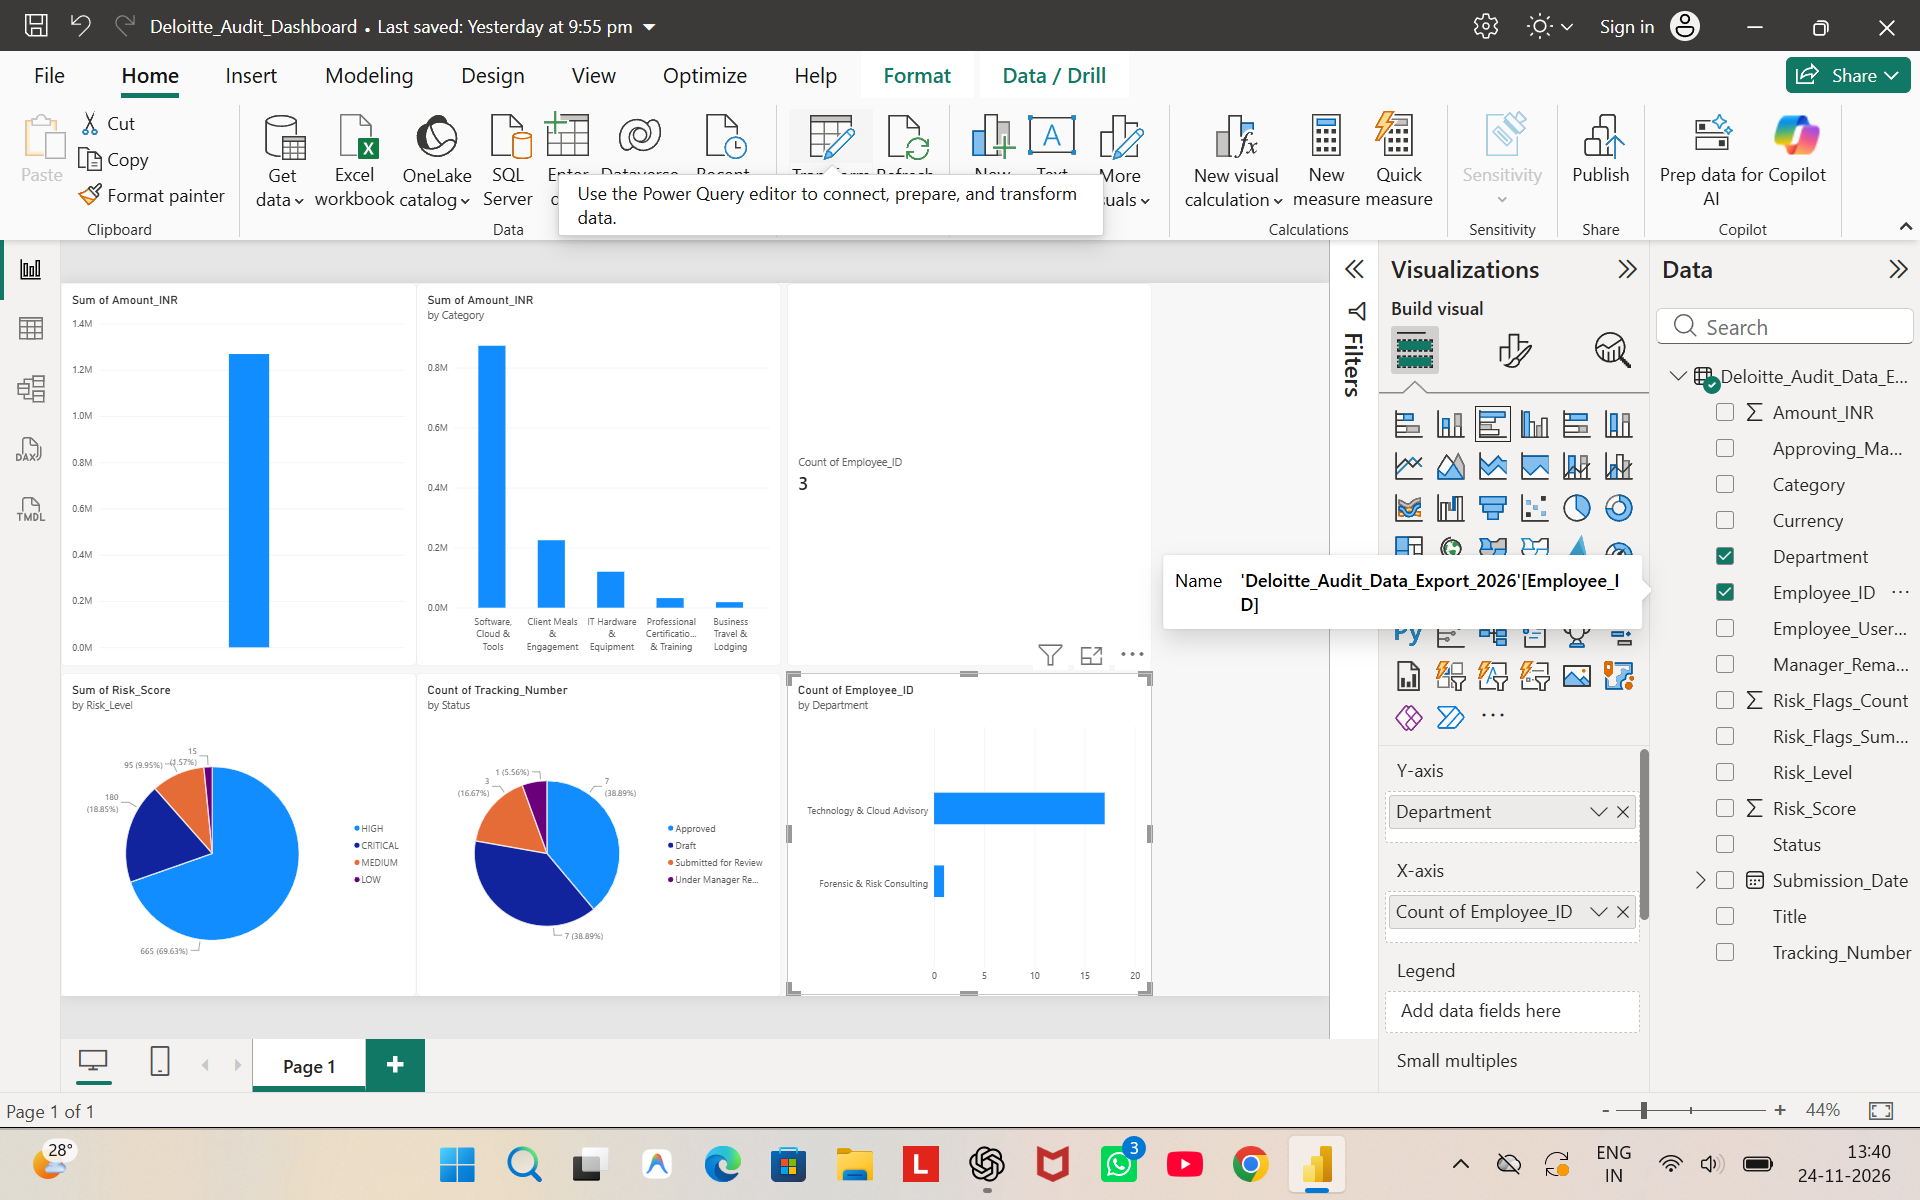 Deloitte_Audit_Dashboard • Last saved: Yesterday at 9:55 pm
Sign in
File
Home
Insert
Modeling
Design
View
Optimize
Help
Format
Data / Drill
Share
Paste
Cut
Copy
Format painter
Clipboard
Get
data
Excel
workbook
OneLake
catalog
SQL
Server
Data
Use the Power Query editor to connect, prepare, and transform
data.
More
New visual
calculation
New
measure
Quick
measure
Calculations
Sensitivity
Sensitivity
Publish
Share
Prep data for
AI
Copilot
Copilot
Sum of Amount_INR
1.4M
1.2M
1.0M
0.8M
0.6M
0.4M
0.2M
0.0M
Sum of Amount_INR
by Category
0.8M
0.6M
0.4M
0.2M
0.0M
Software,
Cloud &
Tools
Client Meals
&
Engagement
IT Hardware
&
Equipment
Professional
Certificatio...
& Training
Business
Travel &
Lodging
Count of Employee_ID
3
Sum of Risk_Score
by Risk_Level
15
(1.57%)
95 (9.95%)
180
(18.85%)
665 (69.63%)
HIGH
CRITICAL
MEDIUM
LOW
Count of Tracking_Number
by Status
1 (5.56%)
3
(16.67%)
7
(38.89%)
7 (38.89%)
Approved
Draft
Submitted for Review
Under Manager Re...
Count of Employee_ID
by Department
Technology & Cloud Advisory
Forensic & Risk Consulting
0
5
10
15
20
Filters
Visualizations
Build visual
Name 'Deloitte_Audit_Data_Export_2026'[Employee_I
D]
Py
Y-axis
Department
X-axis
Count of Employee_ID
Legend
Add data fields here
Small multiples
Data
Search
Deloitte_Audit_Data_E...
Amount_INR
Approving_Ma...
Category
Currency
Department
Employee_ID
Employee_User...
Manager_Rema...
Risk_Flags_Count
Risk_Flags_Sum...
Risk_Level
Risk_Score
Status
Submission_Date
Title
Tracking_Number
DAX
TMDL
Page 1
Page 1 of 1
44%
28°
L
3
ENG
IN
13:40
24-11-2026